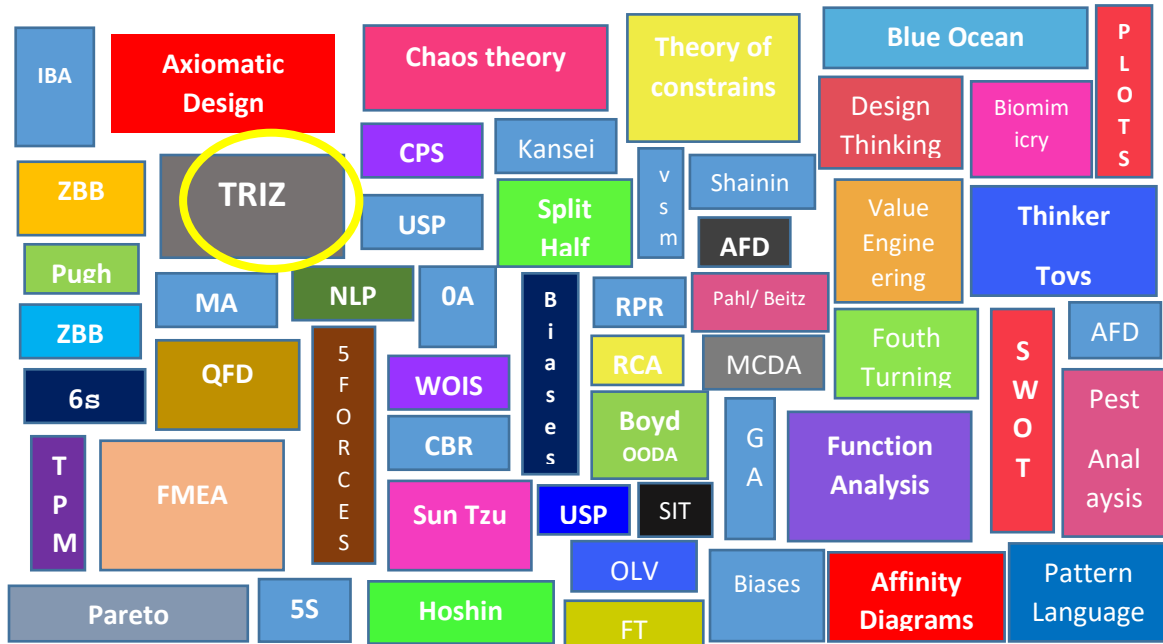 IBA
Axiomatic
Design
Chaos theory
Theory of
constrains
Blue Ocean
P
L
O
T
S
Design
Thinking
Biomim
icry
ZBB
TRIZ
CPS
Kansei
v
s
m
Shainin
USP
Split
Half
AFD
Value
Engine
ering
Thinker
Tovs
Pugh
MA
NLP
0A
B
i
a
s
e
s
RPR
Pahl/ Beitz
ZBB
QFD
5
F
O
R
C
E
S
RCA
MCDA
Fouth
Turning
S
W
O
T
AFD
6s
WOIS
Boyd
OODA
G
A
Function
Analysis
Pest
Anal
aysis
CBR
T
P
M
FMEA
Sun Tzu
USP
SIT
OLV
Biases
Affinity
Diagrams
Pattern
Language
Pareto
5S
Hoshin
FT